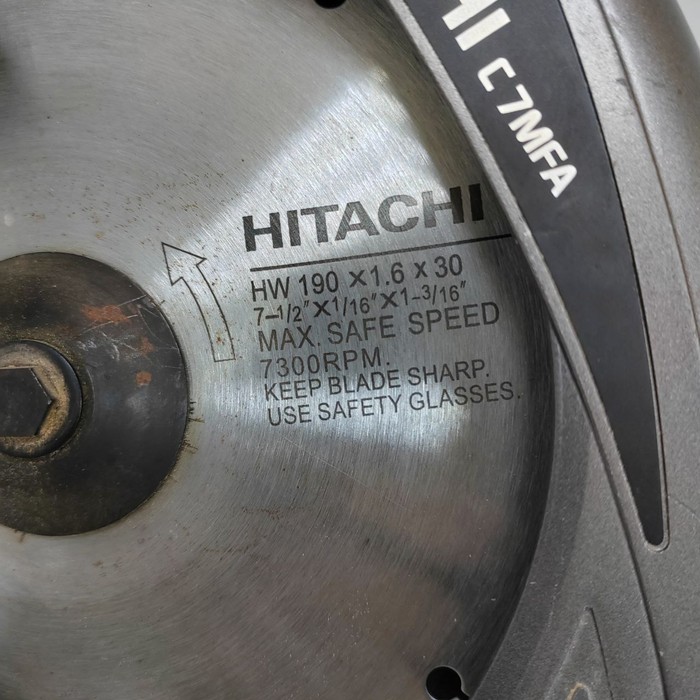 HI C7MFA
HITACHI
HW 190 ×1.6 × 30
7-1/2"×1/16"×1-3/16"
MAX. SAFE SPEED
7300RPM.
KEEP BLADE SHARP.
USE SAFETY GLASSES.